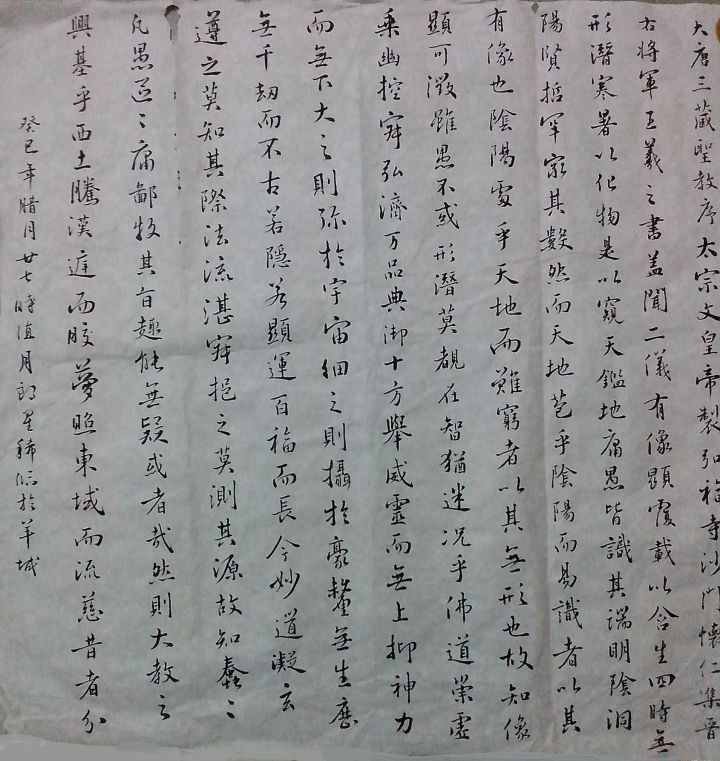 大唐三藏聖教序太宗文皇帝製弘福寺沙門懷仁集晉
右將軍王羲之書蓋聞二儀有像顯覆載以含生四時無
形潛寒暑以化物是以窺天鑑地庸愚皆識其端明陰洞
陽賢哲罕窮其數然而天地苞乎陰陽而易識者以其
有像也陰陽處乎天地而難窮者以其無形也故知像
顯可徵雖愚不惑形潛莫覩在智猶迷况乎佛道崇虛
乘幽控寂弘濟万品典御十方舉威靈而無上抑神力
而無下大之則彌於宇宙細之則攝於豪釐無生滅
無千劫而不古若隱若顯運百福而長今妙道凝玄
遵之莫知其際法流湛寂挹之莫測其源故知蠢〻
凡愚區〻庸鄙投其旨趣能無疑或者哉然則大教之
興基乎西土騰漢遑而皎夢照東域而流慈昔者分
癸巳年腊月廿七時值月朗星稀臨於羊城